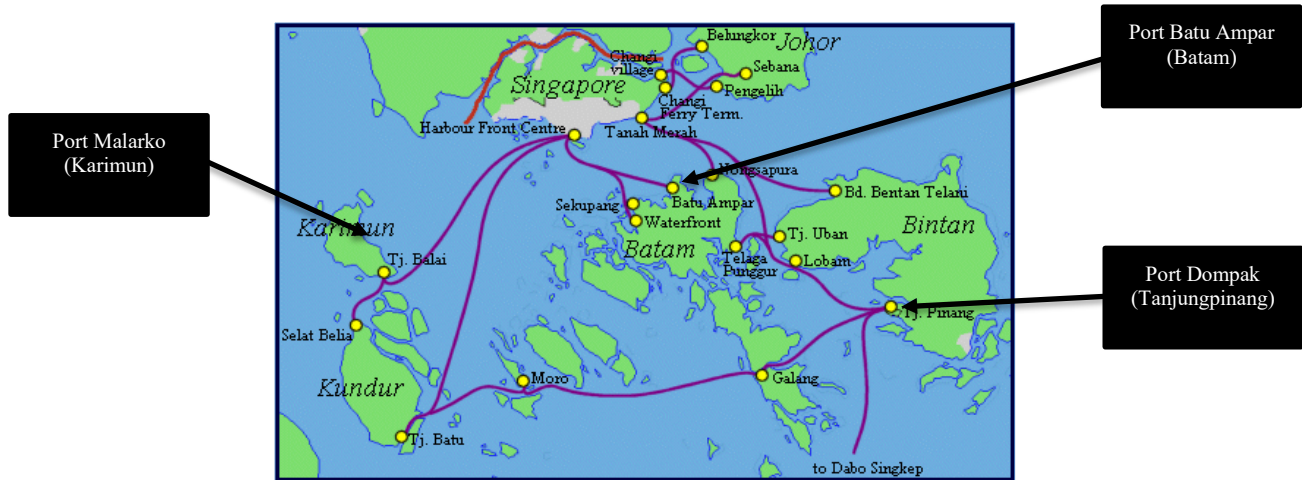 Port Batu Ampar
(Batam)
Port Malarko
(Karimun)
Port Dompak
(Tanjungpinang)
Belungkor
Johor
Changi
village
Sebana
Singapore
Pengelih
Changi
Ferry Term.
Harbour Front Centre
Tanah Merah
Nongsapura
Batu Ampar
Bd. Bentan Telani
Sekupang
Waterfront
Karimun
Bintan
Tj. Uban
Batam
Telaga
Punggur
Lobam
Tj. Balai
Tj. Pinang
Selat Belia
Moro
Galang
Kundur
Tj. Batu
to Dabo Singkep